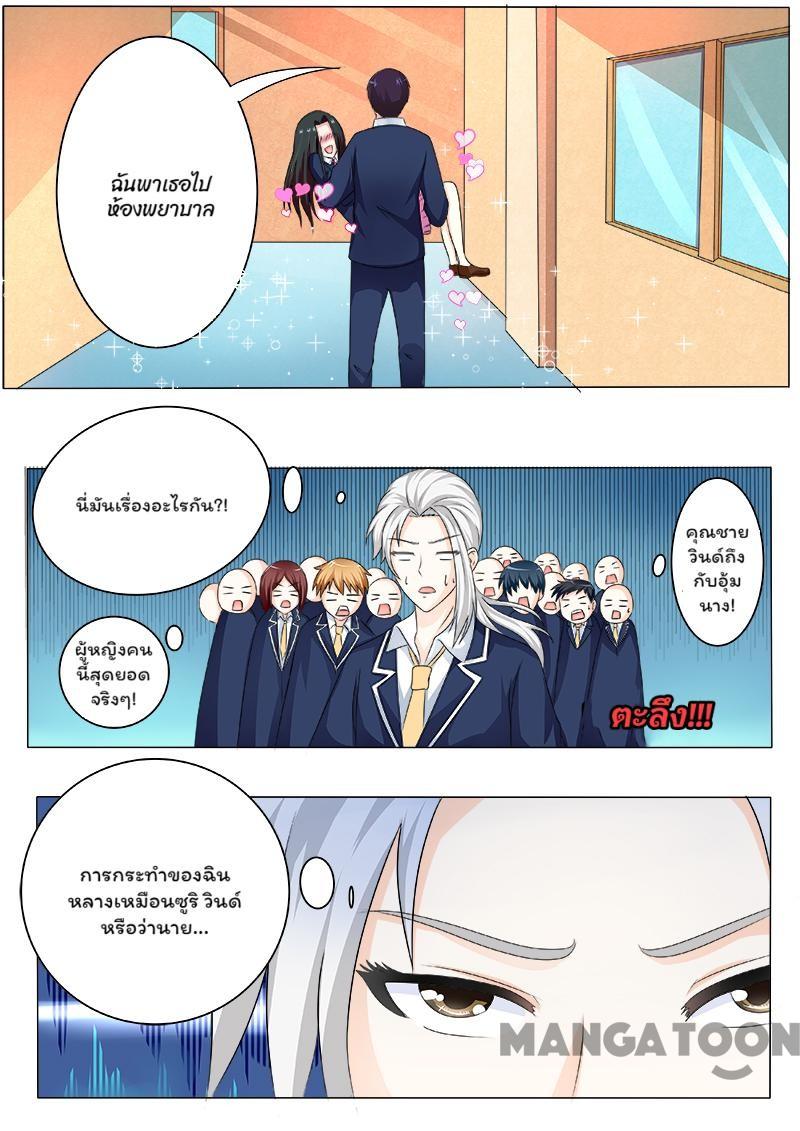 ฉันพาเธอไป
ห้องพยาบาล
นี่มันเรื่องอะไรกัน?!
คุณชาย
วินด์ถึง
กับอุ้ม
นาง!
ผู้หญิงคน
นี้สุดยอด
จริงๆ!
ตะลึง!!!
การกระทำของฉิน
หลางเหมือนซูริ วินด์
หรือว่านาย...
MANGATOON